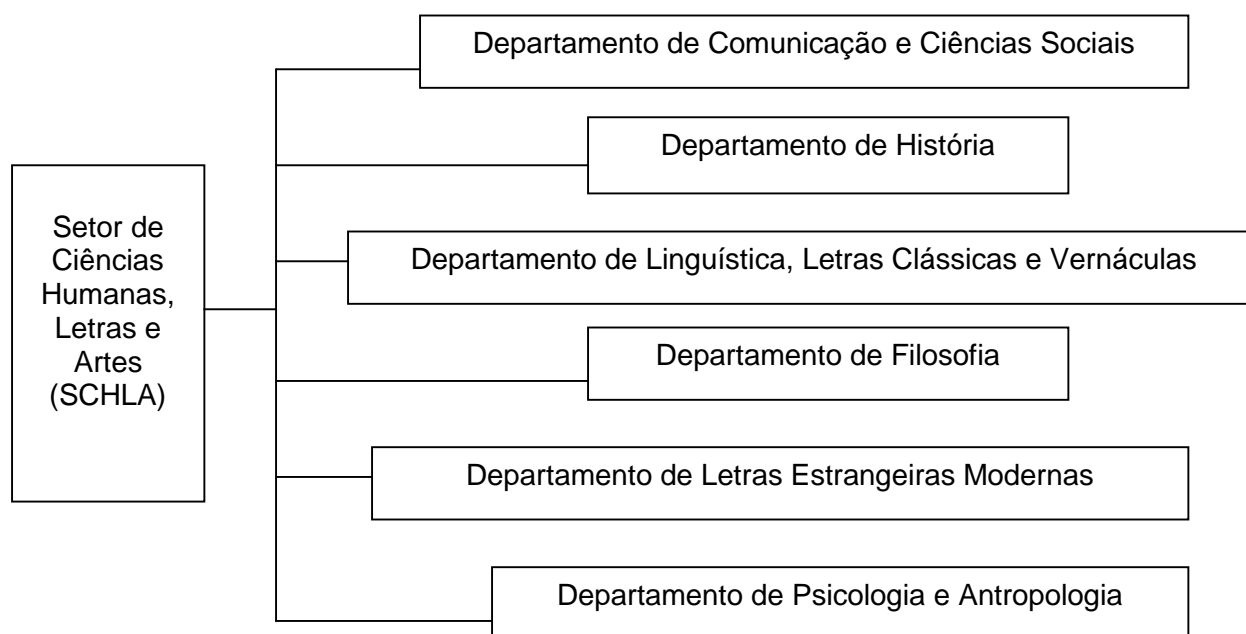 Departamento de Comunicação e Ciências Sociais
Departamento de História
Setor de
Ciências
Humanas,
Letras e
Artes
(SCHLA)
Departamento de Linguística, Letras Clássicas e Vernáculas
Departamento de Filosofia
Departamento de Letras Estrangeiras Modernas
Departamento de Psicologia e Antropologia